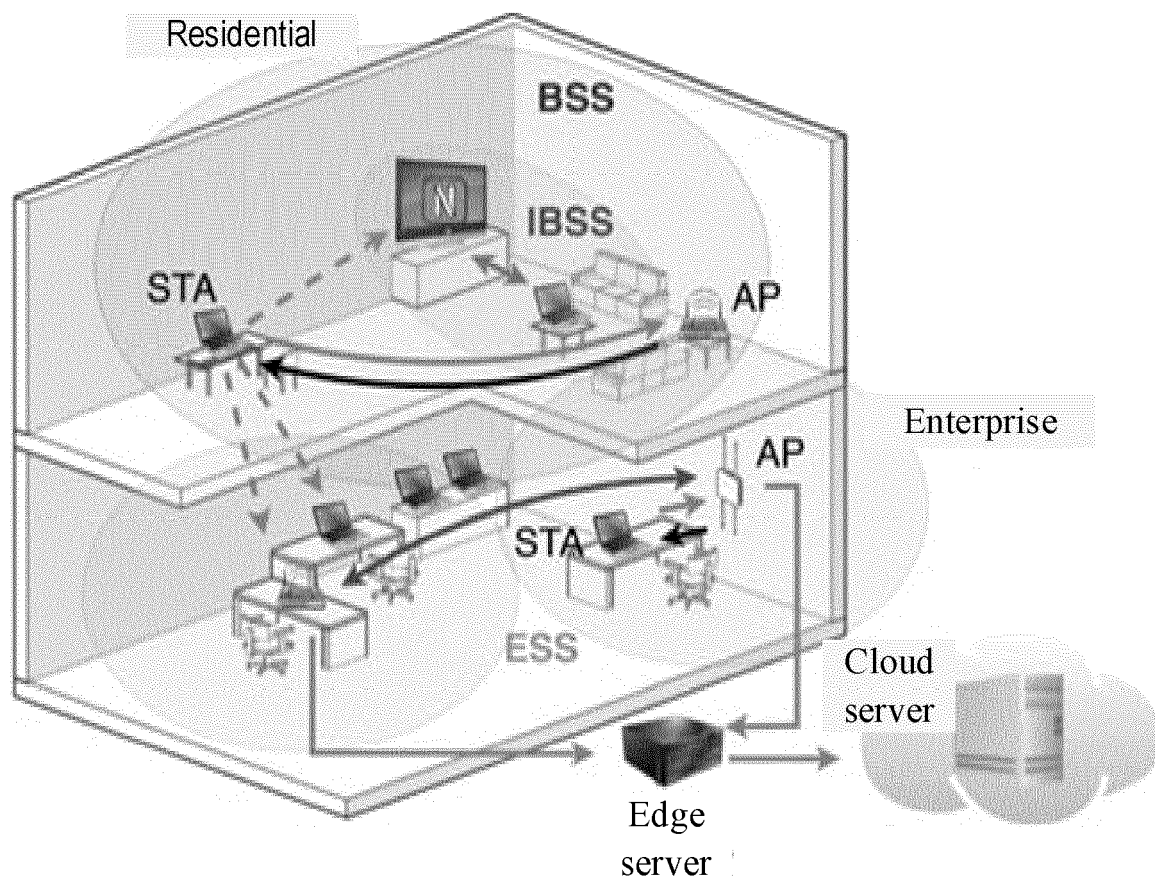 Residential
BSS
N
IBSS
STA
AP
Enterprise
AP
STA
ESS
Cloud
server
Edge
server